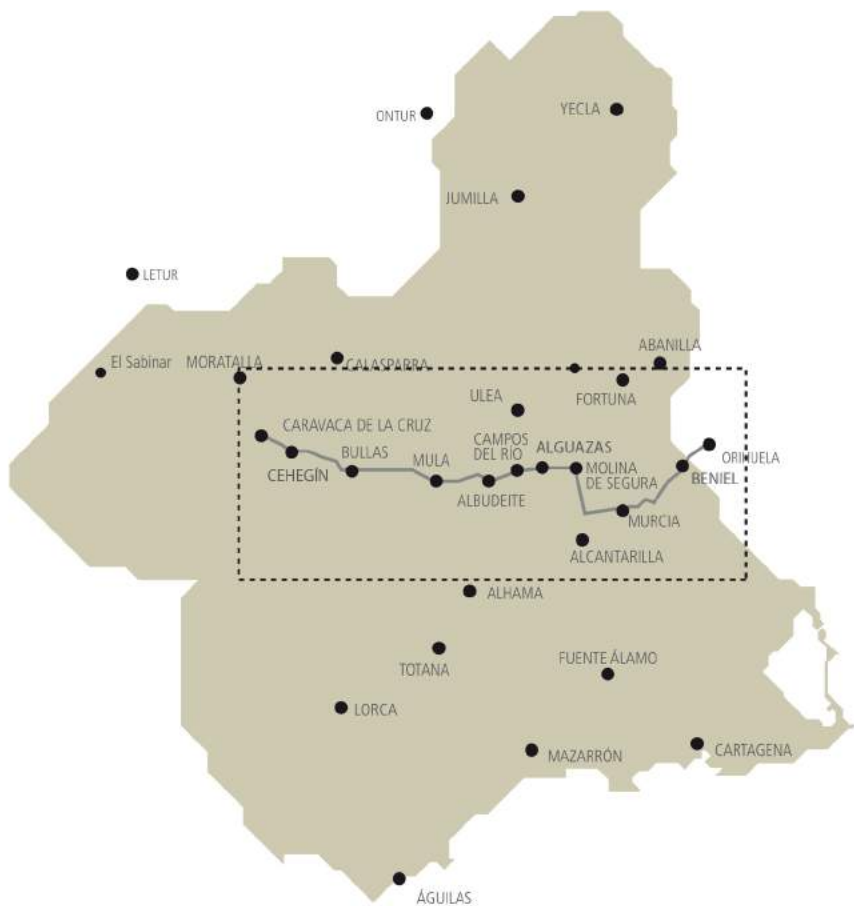 YECLA
ONTUR
JUMILLA
LETUR
ABANILLA
El Sabinar
MORATALLA
CALASPARRA
FORTUNA
ULEA
CARAVACA DE LA CRUZ
CAMPOS
DEL RÍO
ALGUAZAS
BULLAS
MULA
ORIHUELA
CEHEGÍN
MOLINA
DE SEGURA
BENIEL
ALBUDEITE
MURCIA
ALCANTARILLA
ALHAMA
TOTANA
FUENTE ÁLAMO
LORCA
MAZARRÓN
CARTAGENA
ÁGUILAS